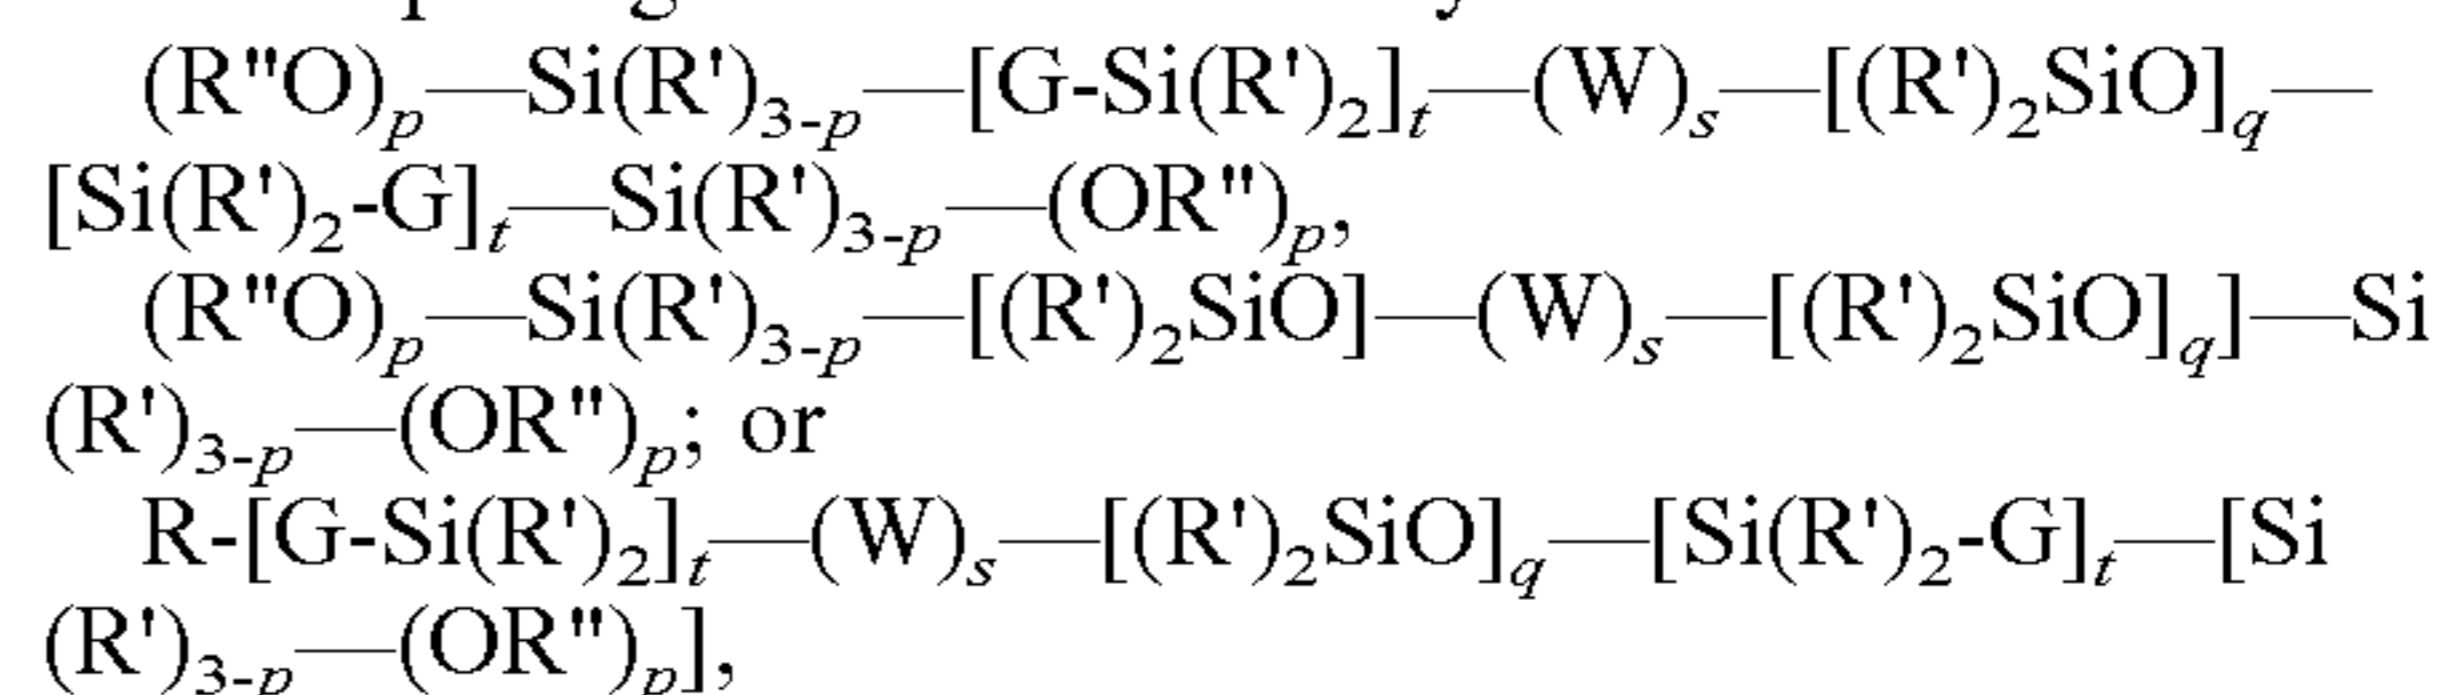 (R"O)p—Si(R')3-p—[G-Si(R')2]t—(W)s—[(R')2SiO]q—
[Si(R')2-G]t—Si(R')3-p—(OR")p,
(R"O)p—Si(R')3-p—[(R')2SiO]—(W)s—[(R')2SiO]q]—Si
(R')3-p—(OR")p; or
R-[G-Si(R')2]t—(W)s—[(R')2SiO]q—[Si(R')2-G]t—[Si
(R')3-p—(OR")p],